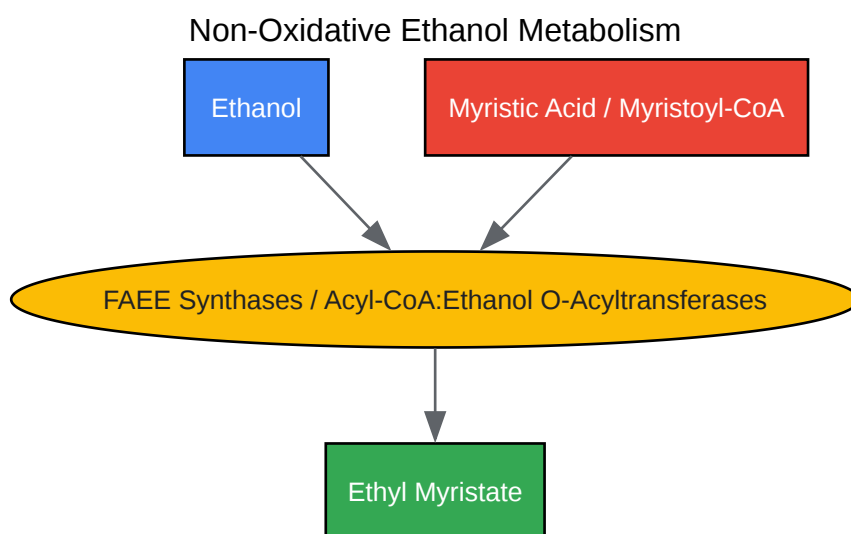 Non-Oxidative Ethanol Metabolism
Ethanol
Myristic Acid / Myristoyl-CoA
FAEE Synthases / Acyl-CoA:Ethanol O-Acyltransferases
Ethyl Myristate